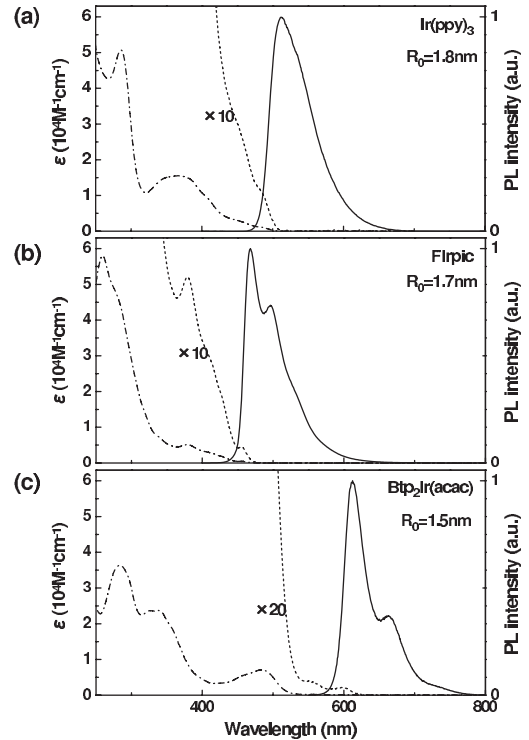 (a)
Ir(ppy)₃
R₀=1.8nm
×10
ε (10⁴M⁻¹cm⁻¹)
6
5
4
3
2
1
0
PL intensity (a.u.)
1
0
(b)
FIrpic
R₀=1.7nm
×10
ε (10⁴M⁻¹cm⁻¹)
6
5
4
3
2
1
0
PL intensity (a.u.)
1
0
(c)
Btp₂Ir(acac)
R₀=1.5nm
×20
ε (10⁴M⁻¹cm⁻¹)
6
5
4
3
2
1
0
PL intensity (a.u.)
1
0
400 600 800
Wavelength (nm)